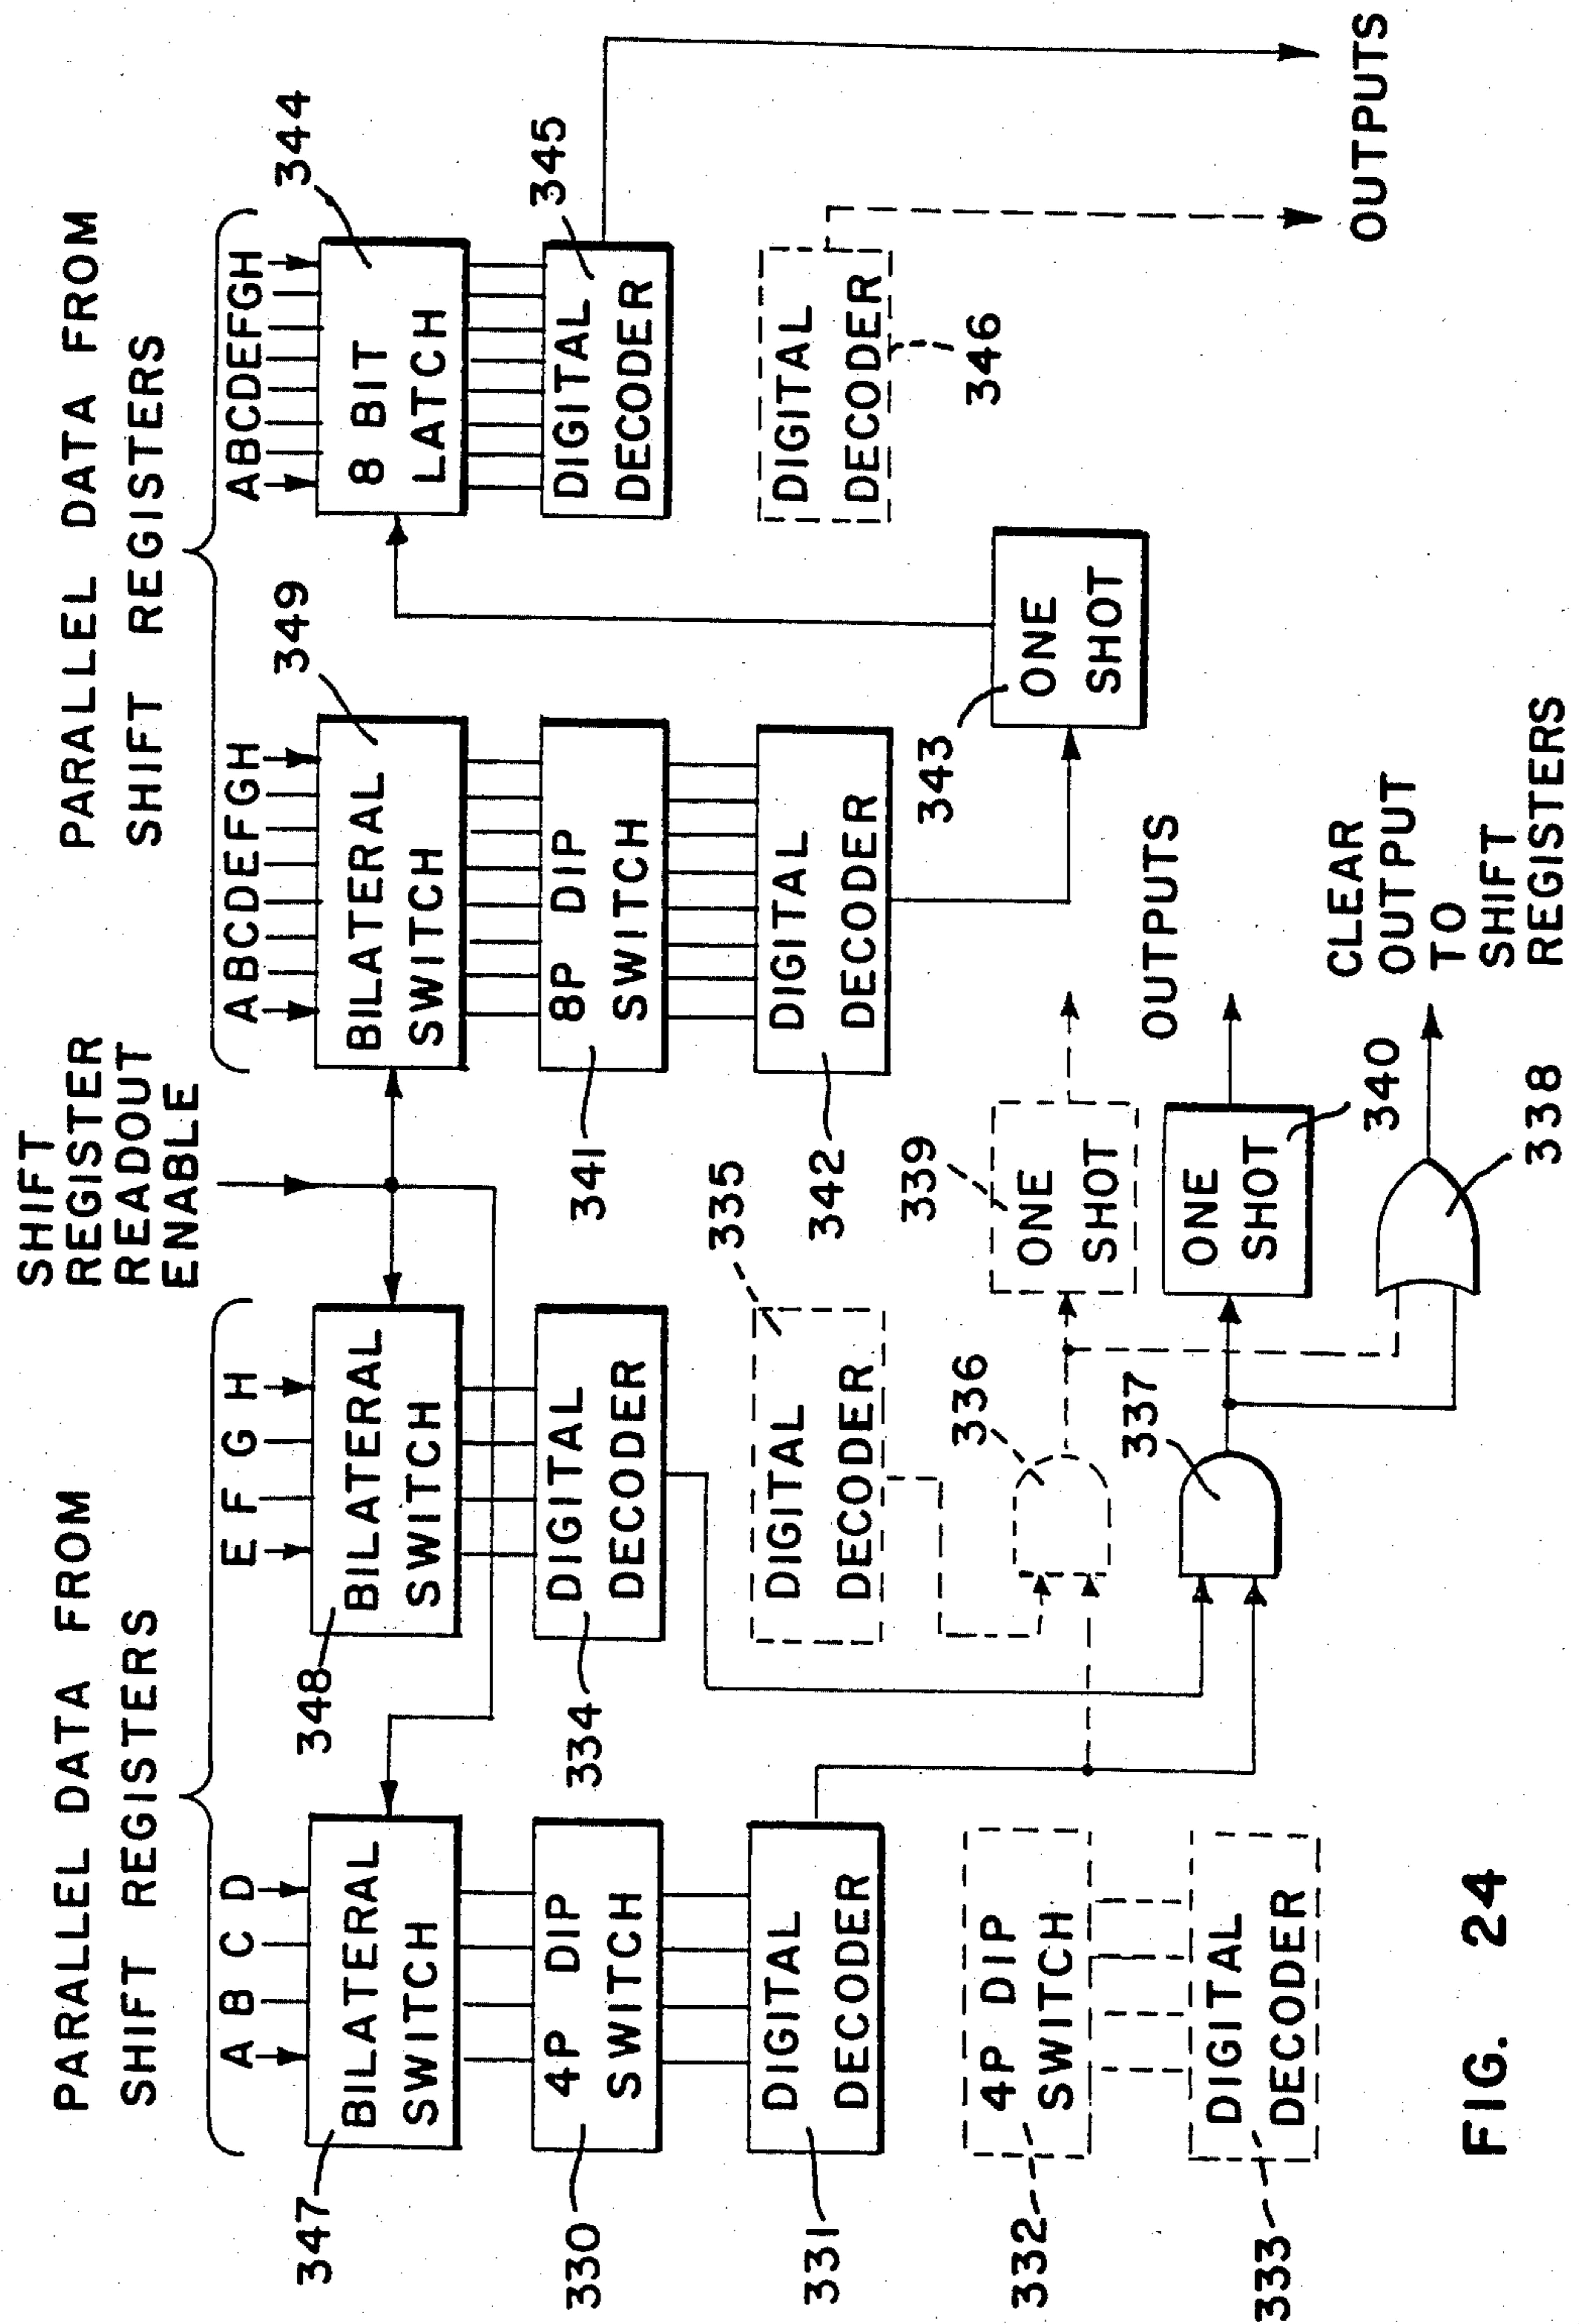 PARALLEL DATA FROM
SHIFT REGISTERS
A B C D
E F G H
SHIFT
REGISTER
READOUT
ENABLE
PARALLEL DATA FROM
SHIFT REGISTERS
ABCDEFGH
ABCDEFGH
347
BILATERAL
SWITCH
348
BILATERAL
SWITCH
349
BILATERAL
SWITCH
344
8 BIT
LATCH
330
4P DIP
SWITCH
334
DIGITAL
DECODER
341
8P DIP
SWITCH
345
DIGITAL
DECODER
331
DIGITAL
DECODER
335
DIGITAL
DECODER
342
DIGITAL
DECODER
346
DIGITAL
DECODER
332
4P DIP
SWITCH
336
339
ONE
SHOT
343
ONE
SHOT
333
DIGITAL
DECODER
337
340
ONE
SHOT
OUTPUTS
338
CLEAR
OUTPUT
TO
SHIFT
REGISTERS
OUTPUTS
FIG. 24